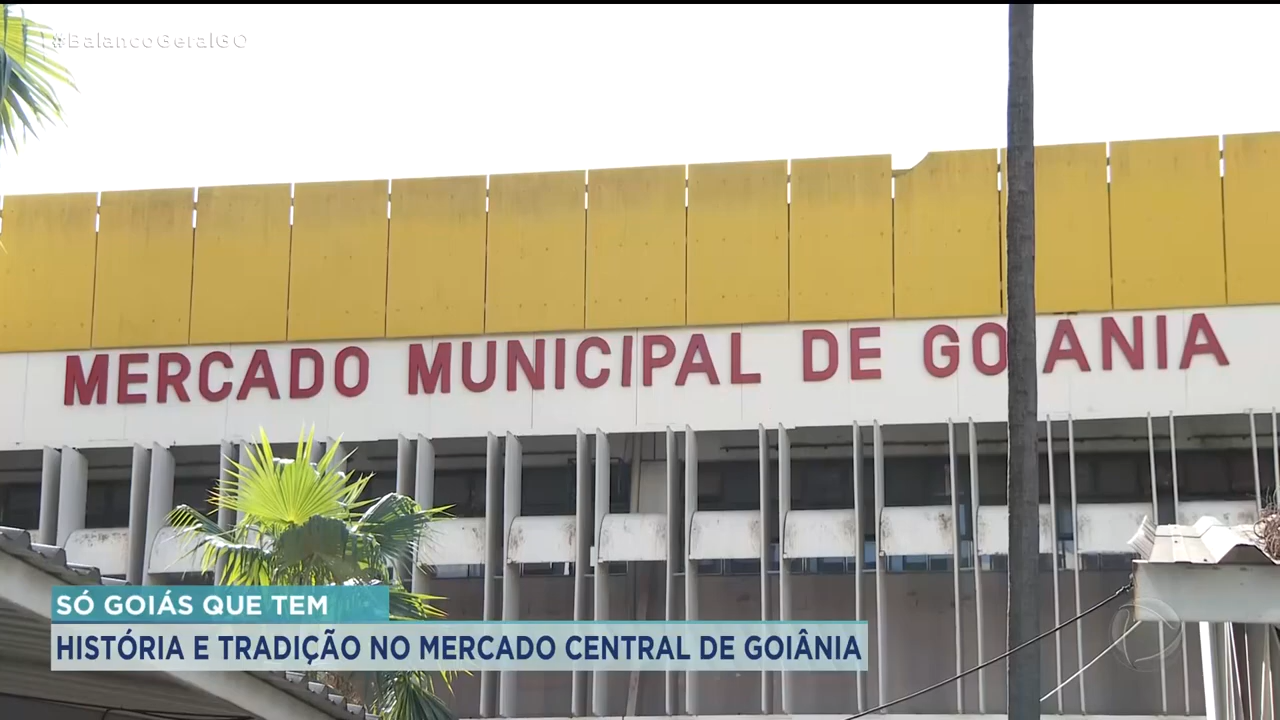 #BalancoGeralGO
MERCADO MUNICIPAL DE GOIANIA
SÓ GOIÁS QUE TEM
HISTÓRIA E TRADIÇÃO NO MERCADO CENTRAL DE GOIÂNIA